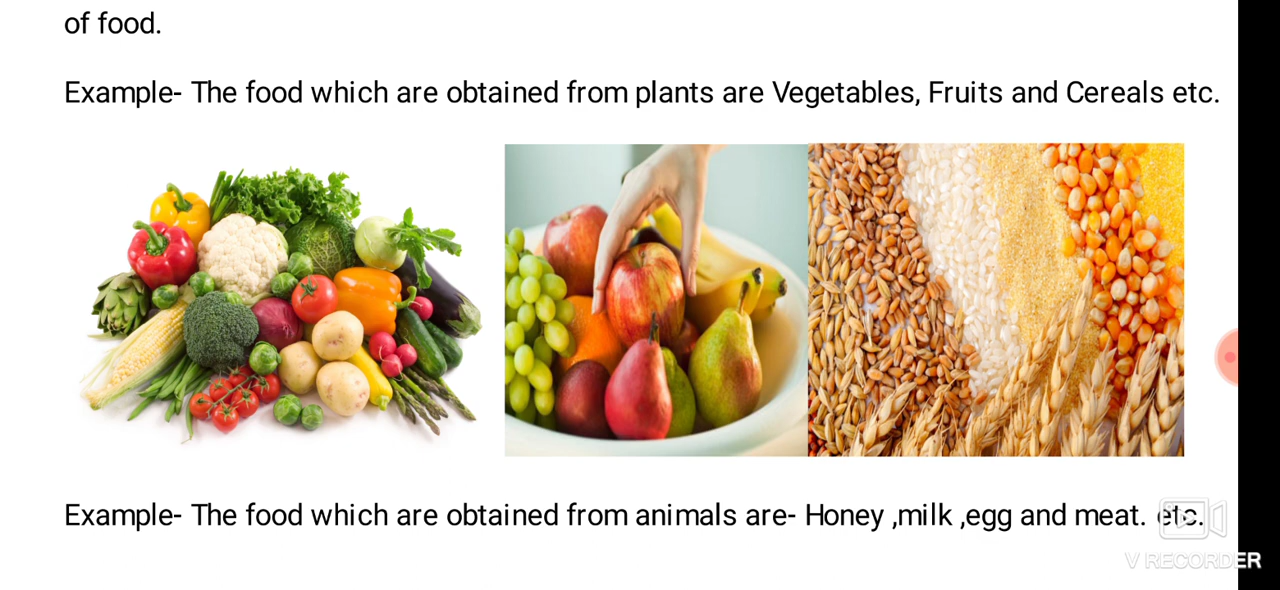 of food.
Example- The food which are obtained from plants are Vegetables, Fruits and Cereals etc.
Example- The food which are obtained from animals are- Honey ,milk ,egg and meat. etc.
V RECORDER